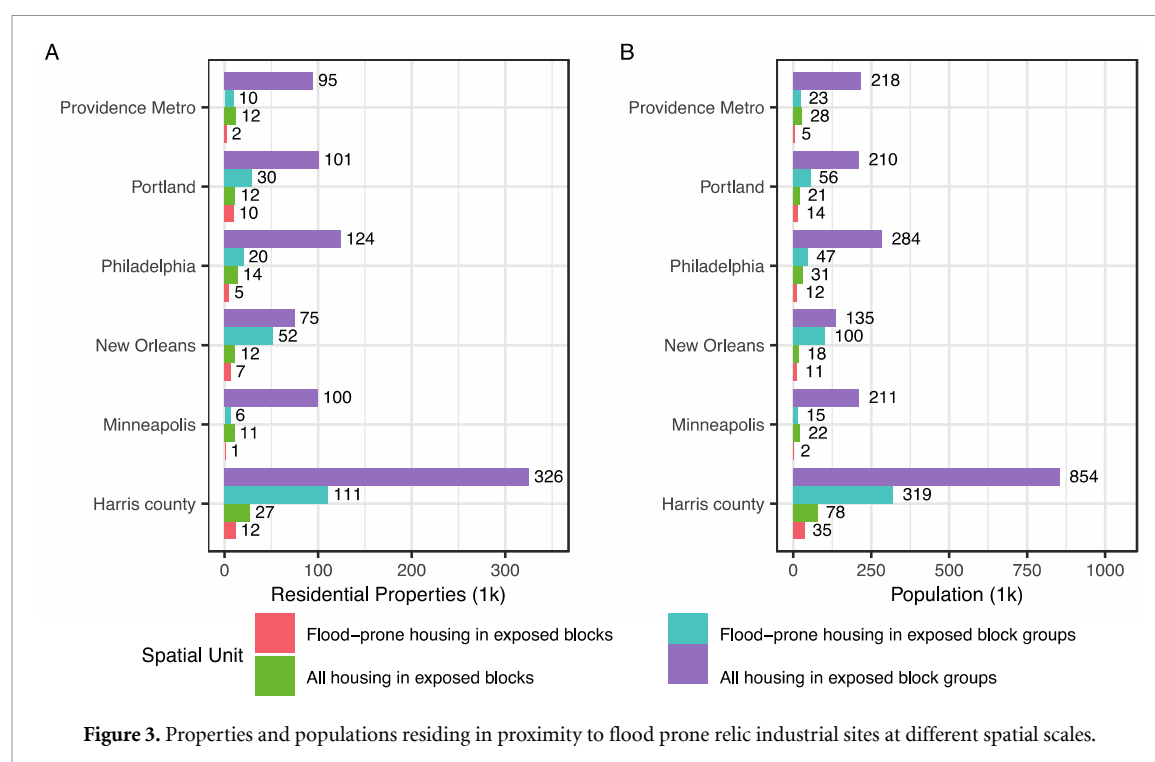 A
Providence Metro
95
10
12
2
Portland
101
30
12
10
Philadelphia
124
20
14
5
New Orleans
75
52
12
7
Minneapolis
100
6
11
1
Harris county
326
111
27
12
0 100 200 300
Residential Properties (1k)
B
Providence Metro
218
23
28
5
Portland
210
56
21
14
Philadelphia
284
47
31
12
New Orleans
135
100
18
11
Minneapolis
211
15
22
2
Harris county
854
319
78
35
0 250 500 750 1000
Population (1k)
Spatial Unit
Flood−prone housing in exposed blocks
All housing in exposed blocks
Flood−prone housing in exposed block groups
All housing in exposed block groups
Figure 3. Properties and populations residing in proximity to flood prone relic industrial sites at different spatial scales.